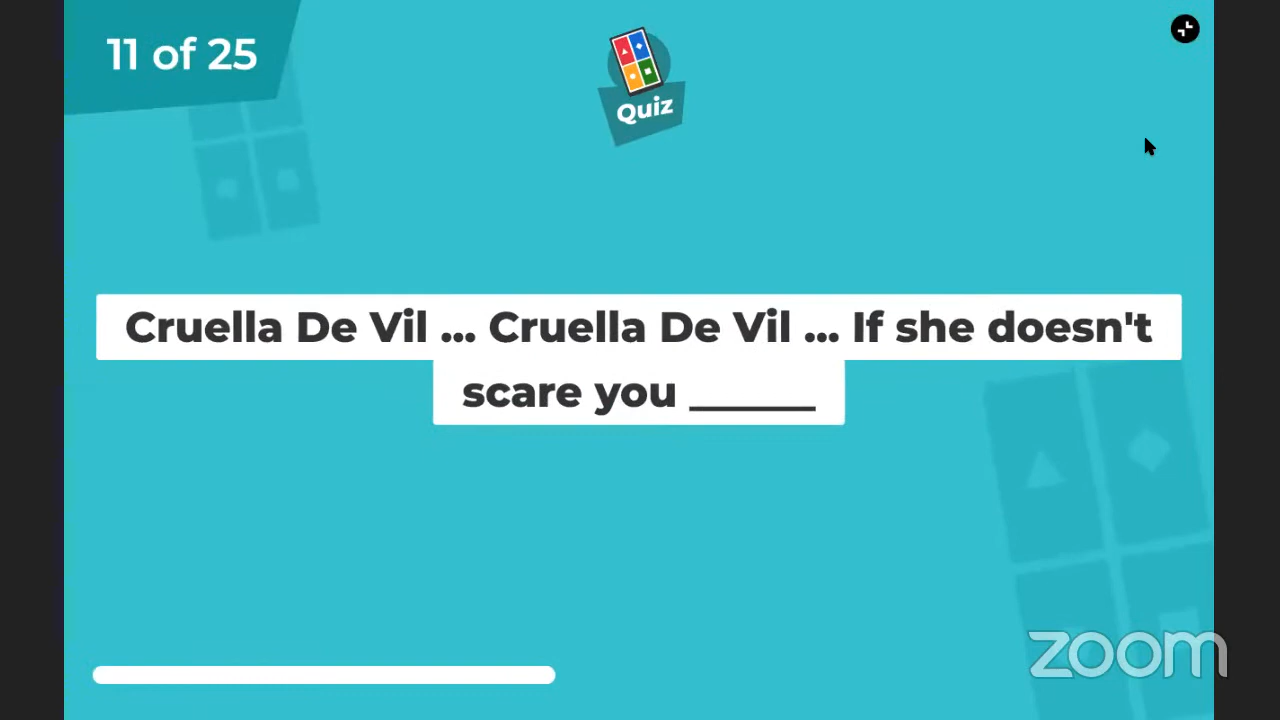 11 of 25
Quiz
Cruella De Vil ... Cruella De Vil ... If she doesn't
scare you ______
zoom